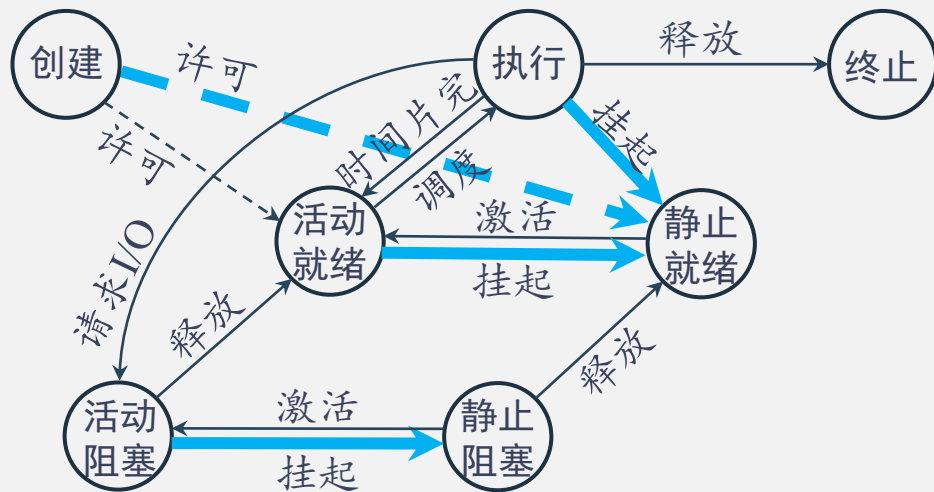 创建
许可
执行
释放
终止
许可
时间片完
调度
挂起
活动
就绪
激活
挂起
静止
就绪
请求I/O
释放
释放
活动
阻塞
激活
挂起
静止
阻塞